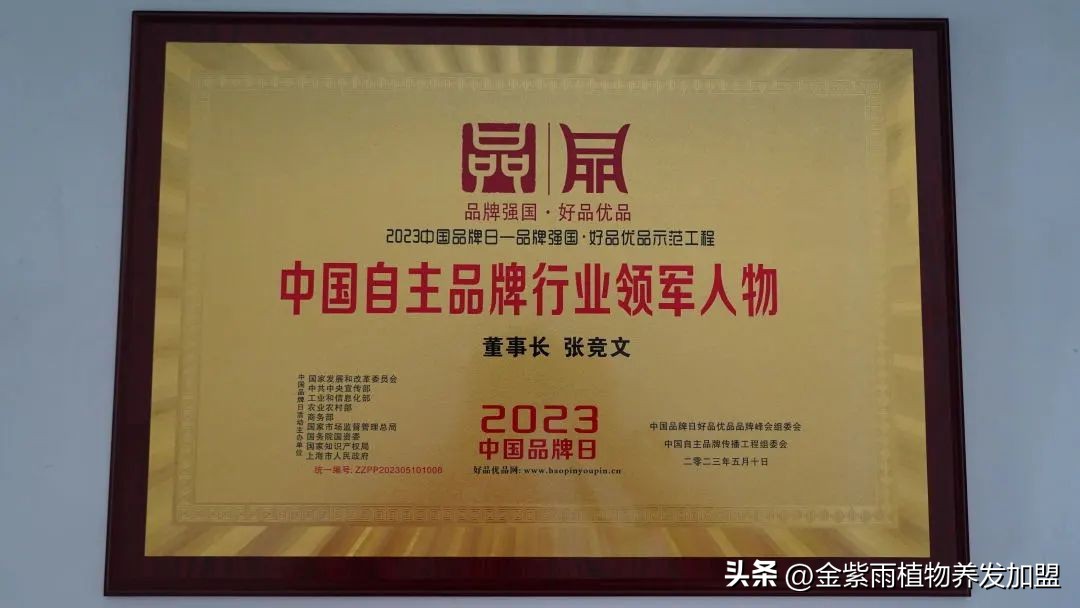 品牌强国·好品优品
2023中国品牌日—品牌强国·好品优品示范工程
中国自主品牌行业领军人物
董事长 张竞文
中国品牌日活动主办单位
国家发展和改革委员会
中共中央宣传部
工业和信息化部
农业农村部
商务部
国家市场监督管理总局
国务院国资委
国家知识产权局
上海市人民政府
统一编号: ZZPP202305101008
2023
中国品牌日
好品优品网: www.haopinyoupin.cn
中国品牌日好品优品品牌峰会组委会
中国自主品牌传播工程组委会
二零二三年五月十日
头条 @金紫雨植物养发加盟